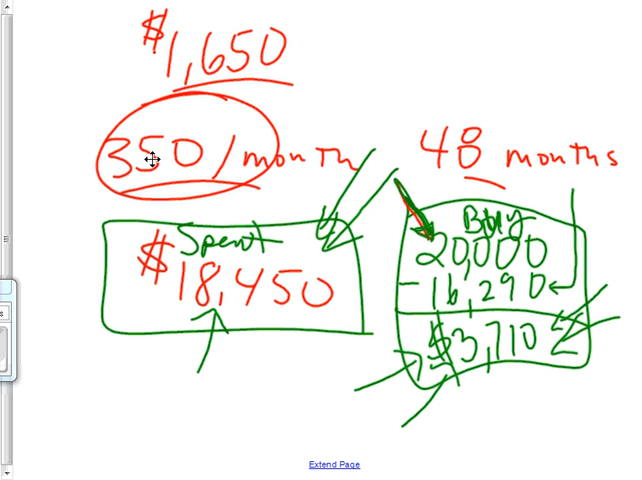 $1,650
350/month 48 months
Spent
$18,450
Buy
20,000
- 16,290
$3,710
Extend Page